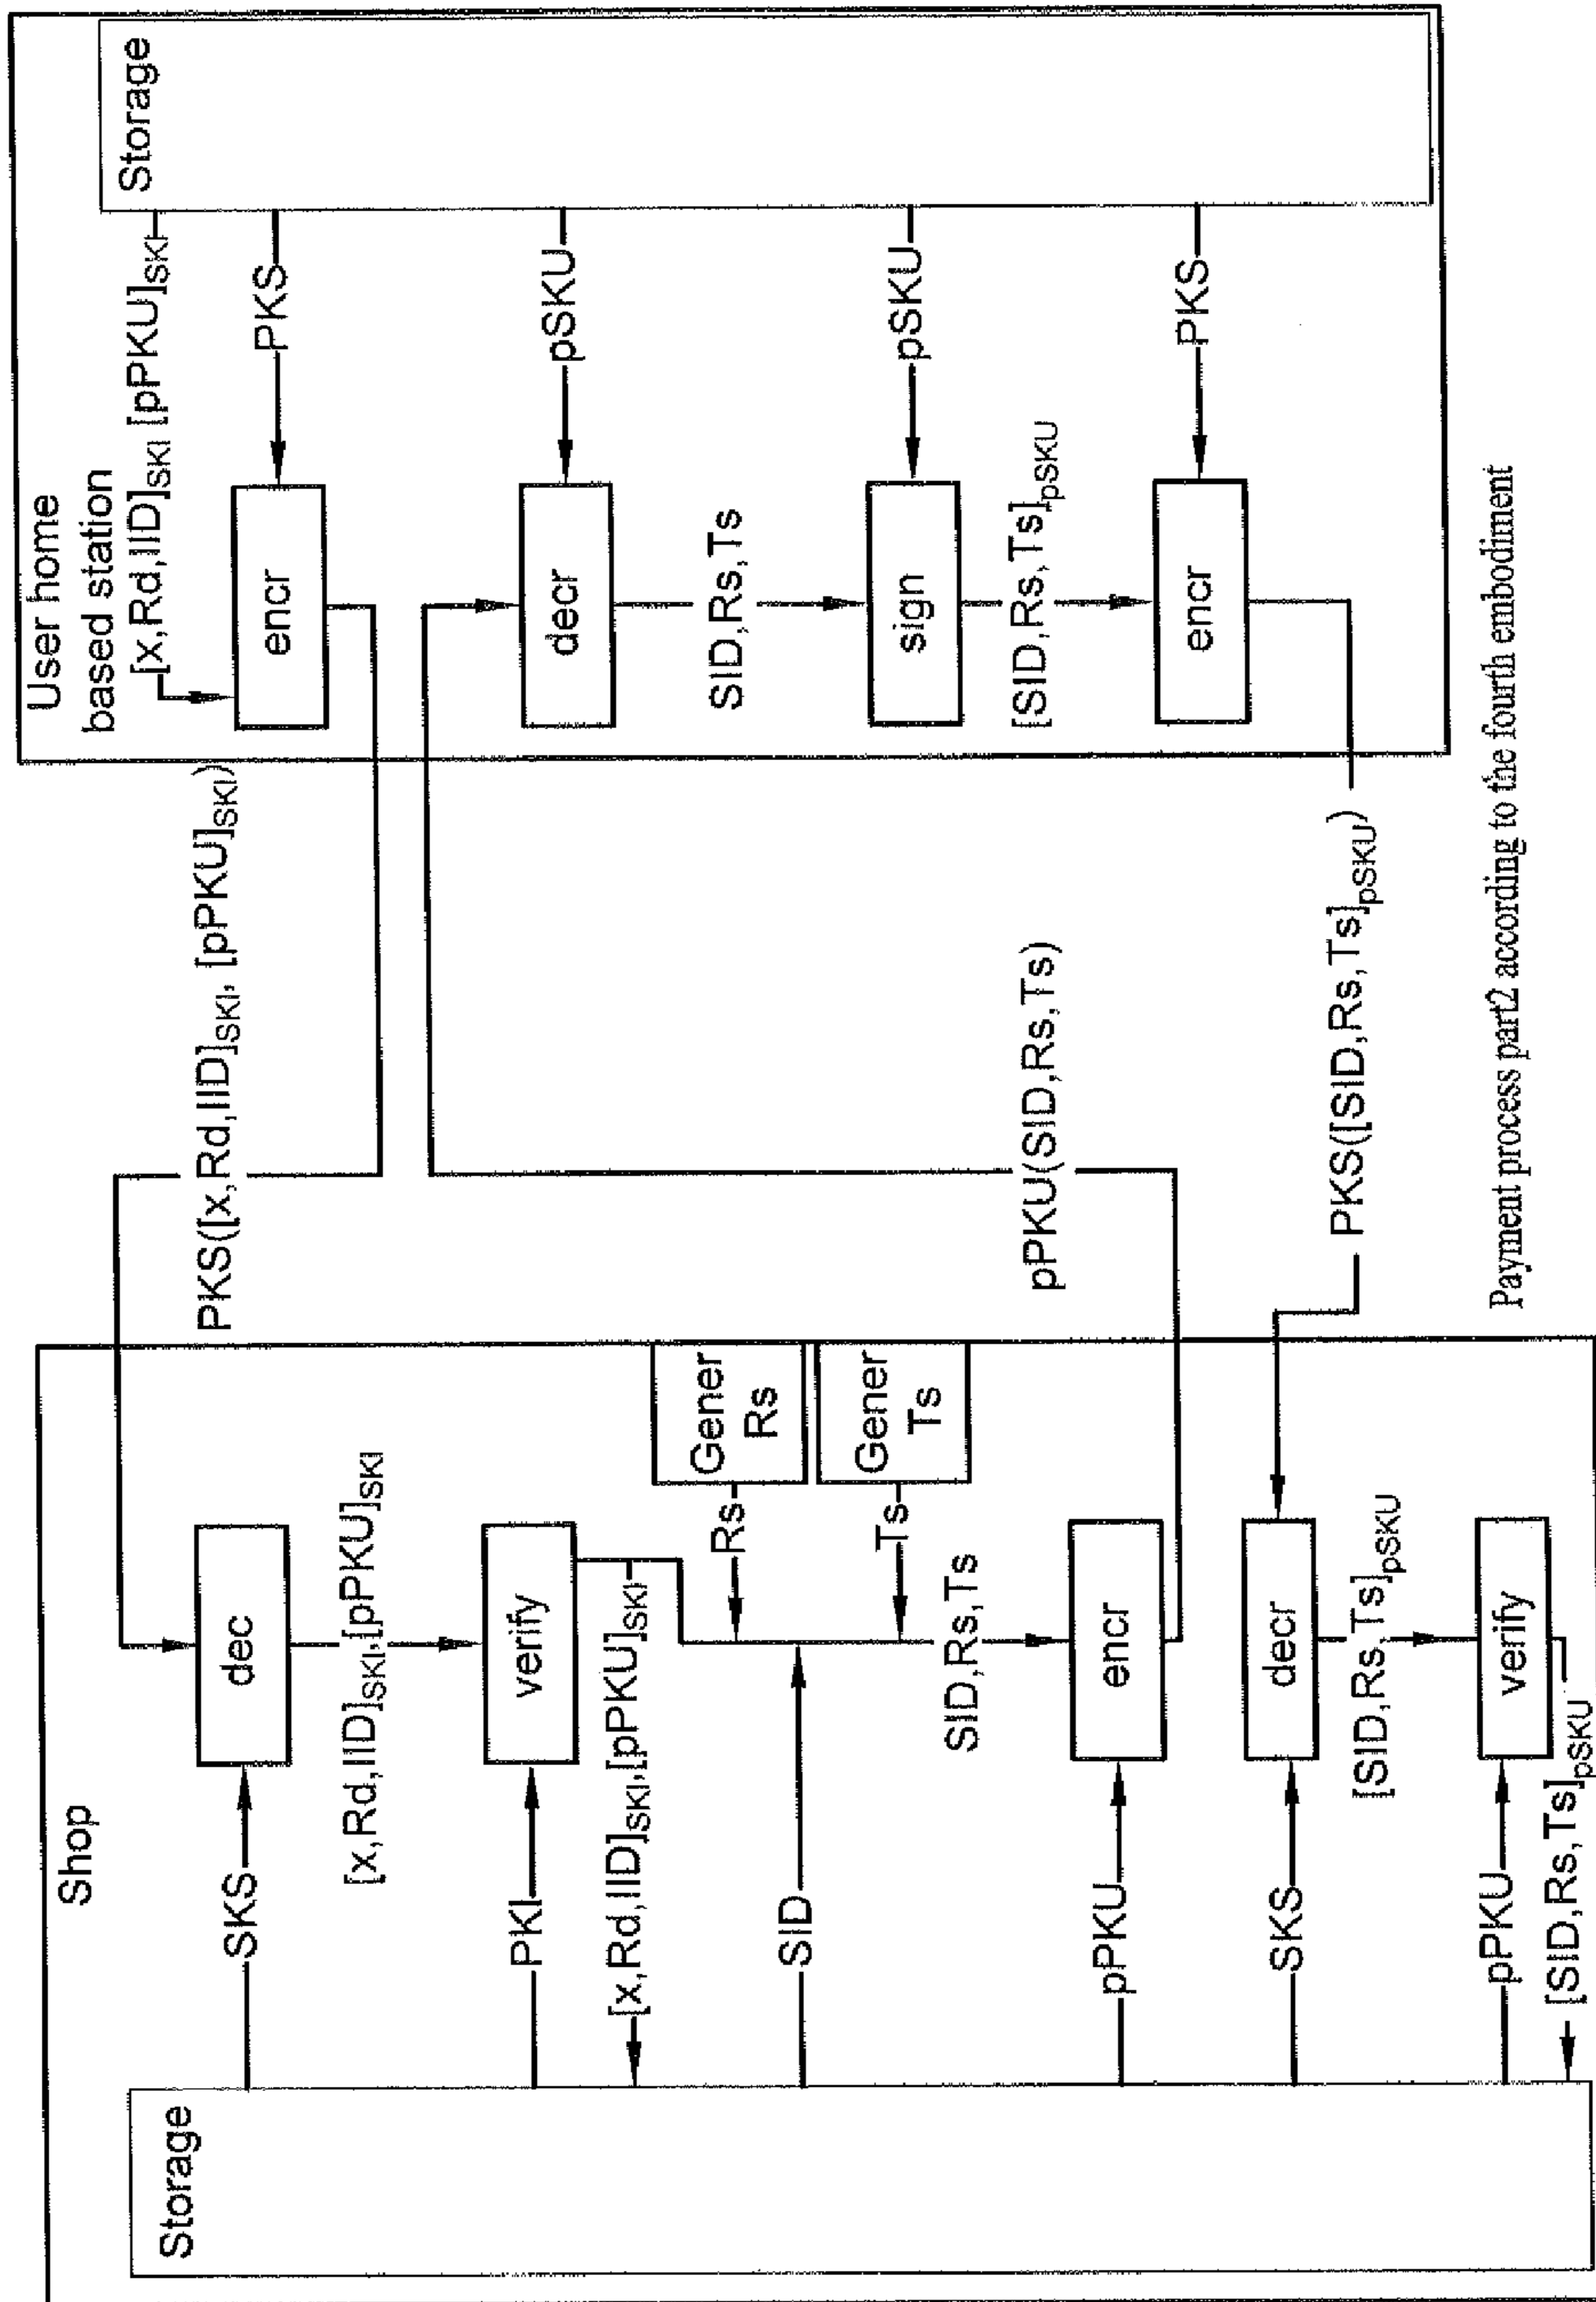 Shop
Storage
SKS
dec
[x,Rd,IID]SKI,[pPKU]SKI
PKI
verify
[x,Rd,IID]SKI,[pPKU]SKI
Gener
Rs
Rs
SID
Gener
Ts
Ts
SID,Rs,Ts
pPKU
encr
SKS
decr
[SID,Rs,Ts]pSKU
pPKU
verify
[SID,Rs,Ts]pSKU
PKS([x,Rd,IID]SKI, [pPKU]SKI)
pPKU(SID,Rs,Ts)
PKS([SID,Rs,Ts]pSKU)
User home
based station
[x,Rd,IID]SKI, [pPKU]SKI
Storage
encr
PKS
decr
pSKU
SID,Rs,Ts
sign
pSKU
[SID,Rs,Ts]pSKU
encr
PKS
Payment process part2 according to the fourth embodiment